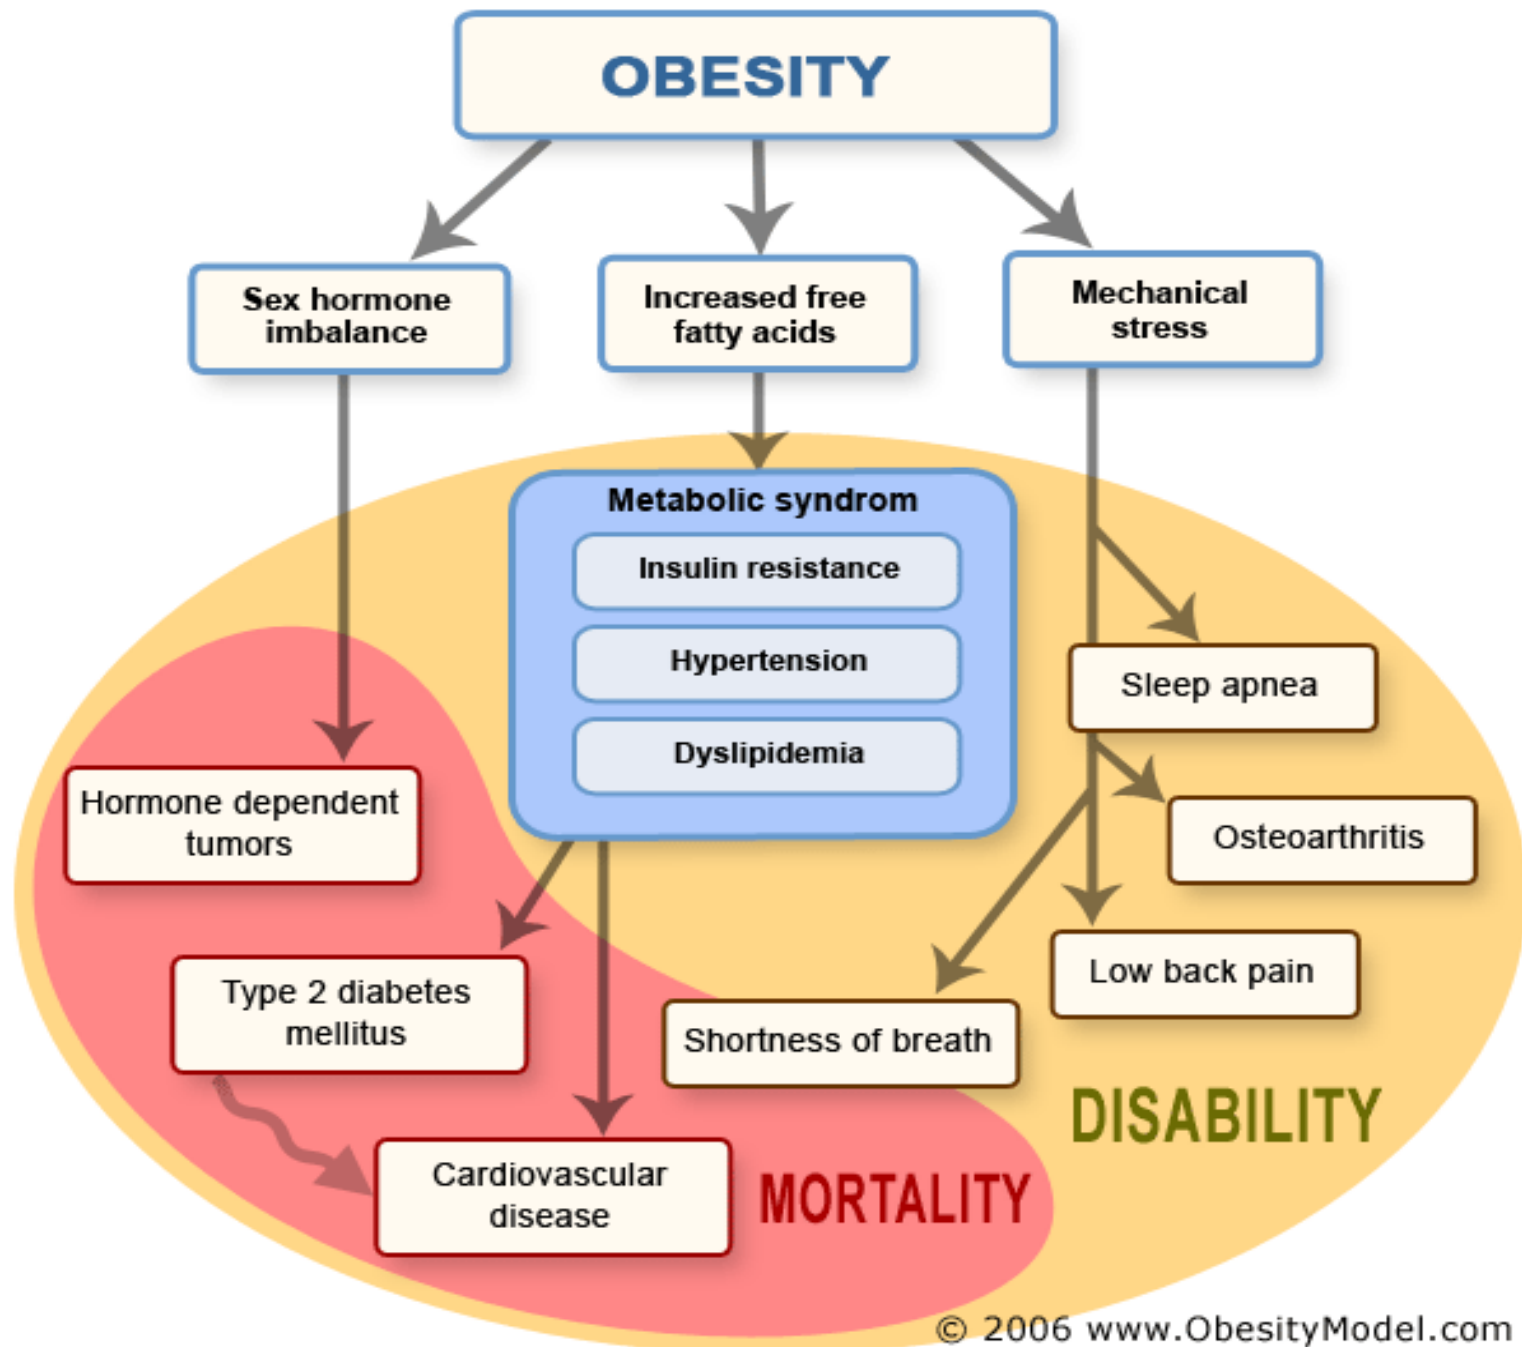 OBESITY
Sex hormone
imbalance
Increased free
fatty acids
Mechanical
stress
Metabolic syndrom
Insulin resistance
Hypertension
Dyslipidemia
Sleep apnea
Hormone dependent
tumors
Osteoarthritis
Type 2 diabetes
mellitus
Low back pain
Shortness of breath
DISABILITY
Cardiovascular
disease
MORTALITY
© 2006 www.ObesityModel.com